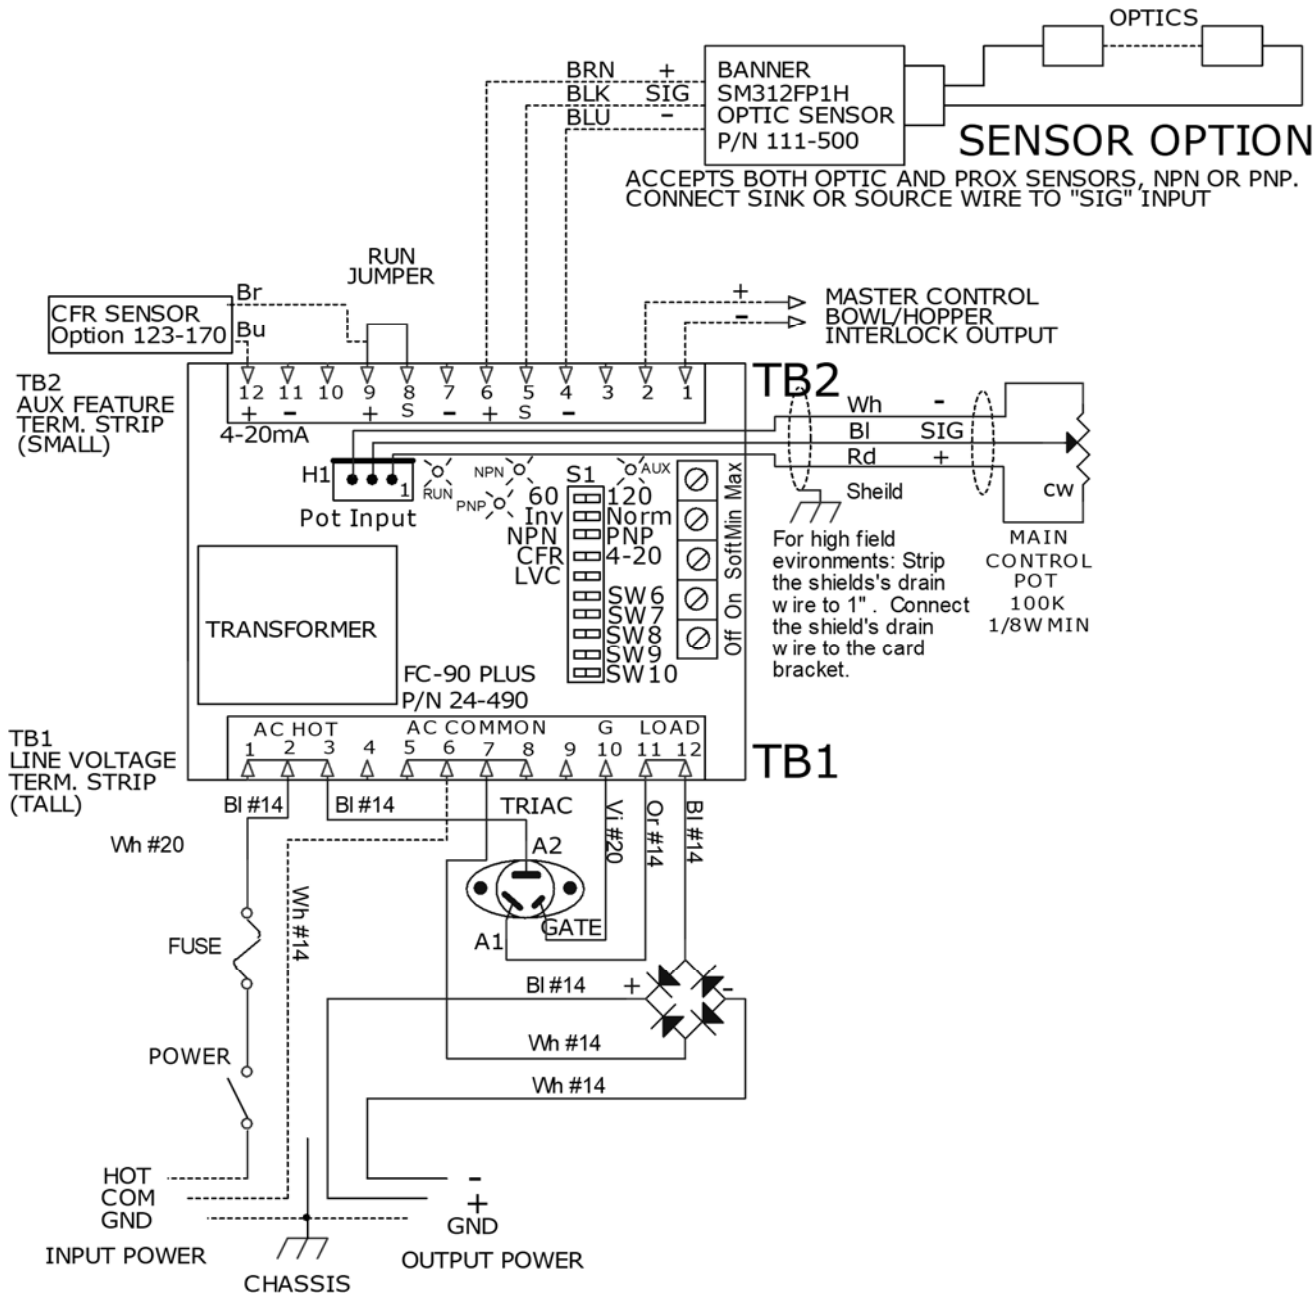 OPTICS
BRN +
BLK SIG
BLU -
BANNER
SM312FP1H
OPTIC SENSOR
P/N 111-500
SENSOR OPTION
ACCEPTS BOTH OPTIC AND PROX SENSORS, NPN OR PNP.
CONNECT SINK OR SOURCE WIRE TO "SIG" INPUT
RUN
JUMPER
CFR SENSOR
Option 123-170
Br
Bu
+
-
MASTER CONTROL
BOWL/HOPPER
INTERLOCK OUTPUT
TB2
AUX FEATURE
TERM. STRIP
(SMALL)
TB2
12 11 10 9 8 7 6 5 4 3 2 1
+ - + S - + S -
4-20mA
Wh -
Bl SIG
Rd +
Sheild
CW
H1
1
Pot Input
RUN
NPN
PNP
AUX
S1
60 120
Inv Norm
NPN PNP
CFR 4-20
LVC
SW6
SW7
SW8
SW9
SW10
Max
Min
Soft
On
Off
For high field
evironments: Strip
the shields's drain
wire to 1". Connect
the shield's drain
wire to the card
bracket.
MAIN
CONTROL
POT
100K
1/8W MIN
TRANSFORMER
FC-90 PLUS
P/N 24-490
TB1
LINE VOLTAGE
TERM. STRIP
(TALL)
AC HOT AC COMMON G LOAD
1 2 3 4 5 6 7 8 9 10 11 12
TB1
Bl #14
Bl #14
TRIAC
Vi #20
Or #14
Bl #14
Wh #20
A2
Wh #14
GATE
A1
FUSE
Bl #14 + -
POWER
Wh #14
Wh #14
HOT
COM
GND
INPUT POWER
-
+
GND
OUTPUT POWER
CHASSIS